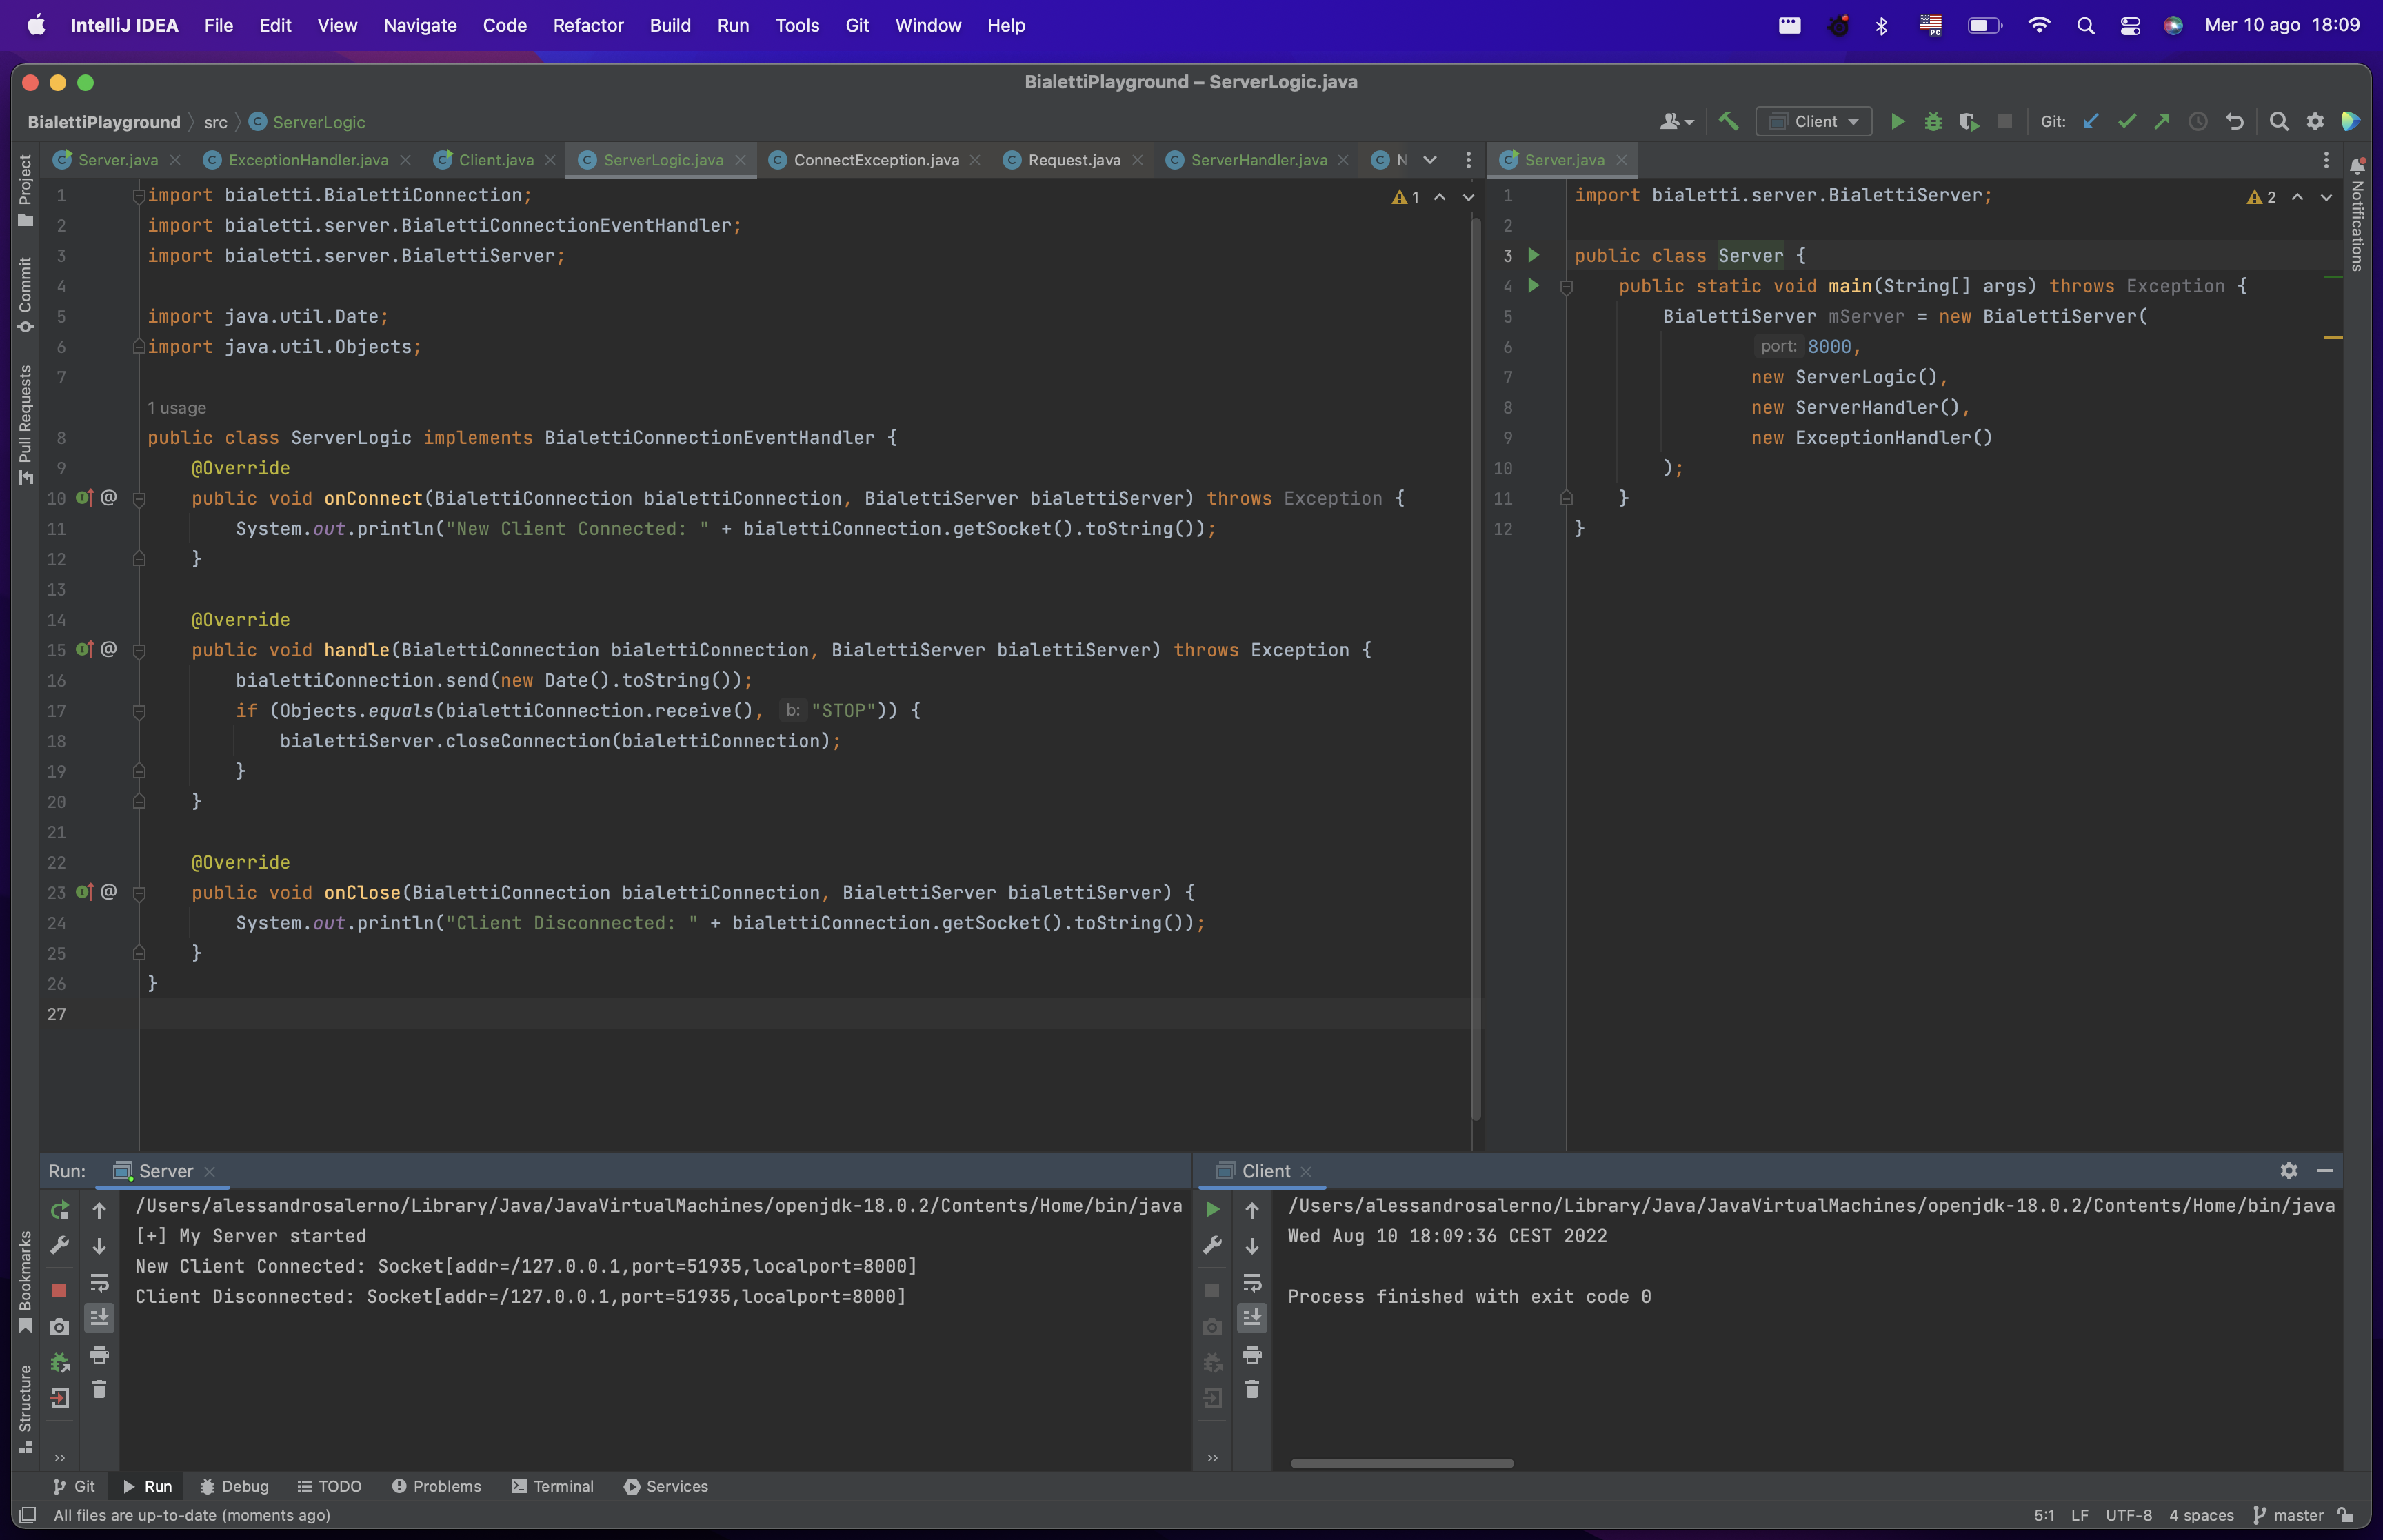 IntelliJ IDEA File Edit View Navigate Code Refactor Build Run Tools Git Window Help
PC
Mer 10 ago 18:09
BialettiPlayground – ServerLogic.java
BialettiPlayground src ServerLogic
Client
Git:
Server.java ExceptionHandler.java Client.java ServerLogic.java ConnectException.java Request.java ServerHandler.java N
Project
Commit
Pull Requests
1 import bialetti.BialettiConnection;
2 import bialetti.server.BialettiConnectionEventHandler;
3 import bialetti.server.BialettiServer;
4
5 import java.util.Date;
6 import java.util.Objects;
7
1 usage
8 public class ServerLogic implements BialettiConnectionEventHandler {
9 @Override
10 public void onConnect(BialettiConnection bialettiConnection, BialettiServer bialettiServer) throws Exception {
11 System.out.println("New Client Connected: " + bialettiConnection.getSocket().toString());
12 }
13
14 @Override
15 public void handle(BialettiConnection bialettiConnection, BialettiServer bialettiServer) throws Exception {
16 bialettiConnection.send(new Date().toString());
17 if (Objects.equals(bialettiConnection.receive(), b: "STOP")) {
18 bialettiServer.closeConnection(bialettiConnection);
19 }
20 }
21
22 @Override
23 public void onClose(BialettiConnection bialettiConnection, BialettiServer bialettiServer) {
24 System.out.println("Client Disconnected: " + bialettiConnection.getSocket().toString());
25 }
26 }
27
1
Server.java
1 import bialetti.server.BialettiServer;
2
3 public class Server {
4 public static void main(String[] args) throws Exception {
5 BialettiServer mServer = new BialettiServer(
6 port: 8000,
7 new ServerLogic(),
8 new ServerHandler(),
9 new ExceptionHandler()
10 );
11 }
12 }
2
Notifications
Run: Server
/Users/alessandrosalerno/Library/Java/JavaVirtualMachines/openjdk-18.0.2/Contents/Home/bin/java
[+] My Server started
New Client Connected: Socket[addr=/127.0.0.1,port=51935,localport=8000]
Client Disconnected: Socket[addr=/127.0.0.1,port=51935,localport=8000]
Client
/Users/alessandrosalerno/Library/Java/JavaVirtualMachines/openjdk-18.0.2/Contents/Home/bin/java
Wed Aug 10 18:09:36 CEST 2022
Process finished with exit code 0
Bookmarks
Structure
Git Run Debug TODO Problems Terminal Services
All files are up-to-date (moments ago)
5:1 LF UTF-8 4 spaces master